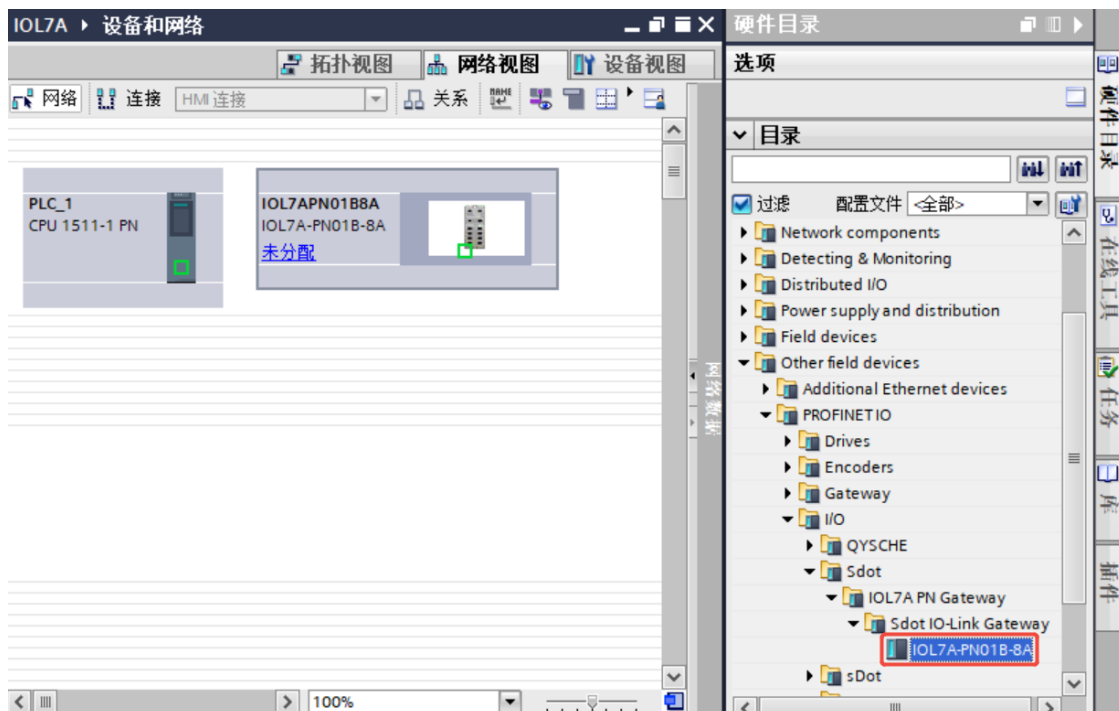 IOL7A ▸ 设备和网络
拓扑视图 网络视图 设备视图
网络 连接 HMI 连接 关系
PLC_1
CPU 1511-1 PN
IOL7APN01B8A
IOL7A-PN01B-8A
未分配
100%
网络数据
硬件目录
选项
目录
过滤 配置文件 <全部>
Network components
Detecting & Monitoring
Distributed I/O
Power supply and distribution
Field devices
Other field devices
Additional Ethernet devices
PROFINET IO
Drives
Encoders
Gateway
I/O
QYSCHE
Sdot
IOL7A PN Gateway
Sdot IO-Link Gateway
IOL7A-PN01B-8A
sDot
硬件目录
在线工具
任务
库
插件